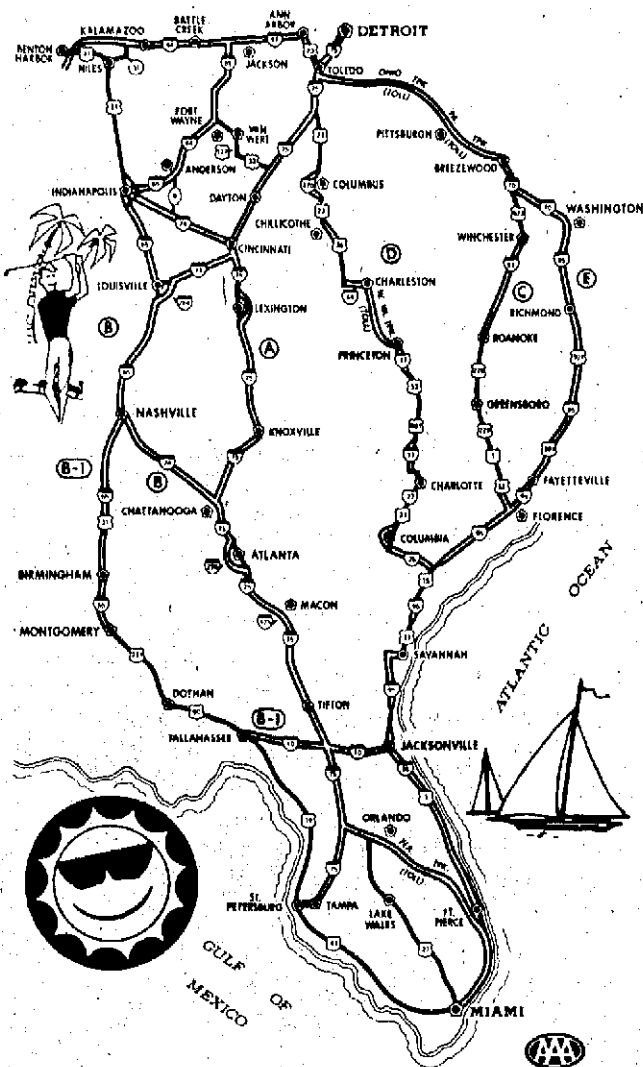 ANN ARBOR
DETROIT
KALAMAZOO
BATTLE CREEK
BENTON HARBOR
NILES
JACKSON
TOLEDO
OHIO TPK
(TOLL)
FORT WAYNE
VAN WERT
PITTSBURGH
(TOLL)
PA TPK
BREEZEWOOD
ANDERSON
INDIANAPOLIS
DAYTON
COLUMBUS
WASHINGTON
CHILLICOTHE
WINCHESTER
CINCINNATI
D
LOUISVILLE
CHARLESTON
C
E
RICHMOND
B
LEXINGTON
W. VA. TPK
(TOLL)
A
PRINCETON
ROANOKE
NASHVILLE
GREENSBORO
KNOXVILLE
B-1
B
CHARLOTTE
FAYETTEVILLE
CHATTANOOGA
FLORENCE
COLUMBIA
ATLANTA
BIRMINGHAM
MACON
ATLANTIC OCEAN
MONTGOMERY
SAVANNAH
DOTHAN
TIFTON
B-1
TALLAHASSEE
JACKSONVILLE
ORLANDO
FLA TPK
(TOLL)
ST. PETERSBURG
TAMPA
LAKE WALES
FT. PIERCE
GULF OF MEXICO
MIAMI
AAA